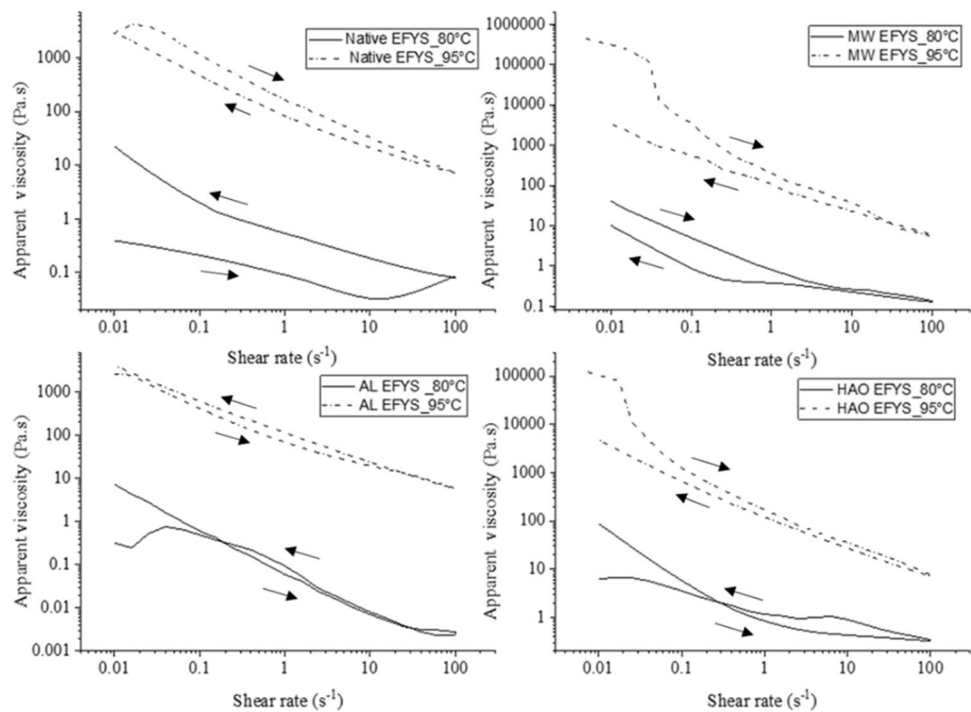 Apparent viscosity (Pa.s)
1000
100
10
1
0.1
Native EFYS_80°C
Native EFYS_95°C
0.01 0.1 1 10 100
Shear rate (s-1)
Apparent viscosity (Pa.s)
1000000
100000
10000
1000
100
10
1
0.1
MW EFYS_80°C
MW EFYS_95°C
0.01 0.1 1 10 100
Shear rate (s-1)
Apparent viscosity (Pa.s)
1000
100
10
1
0.1
0.01
0.001
AL EFYS _80°C
AL EFYS _95°C
0.01 0.1 1 10 100
Shear rate (s-1)
Apparent viscosity (Pa.s)
100000
10000
1000
100
10
1
HAO EFYS_80°C
HAO EFYS_95°C
0.01 0.1 1 10 100
Shear rate (s-1)